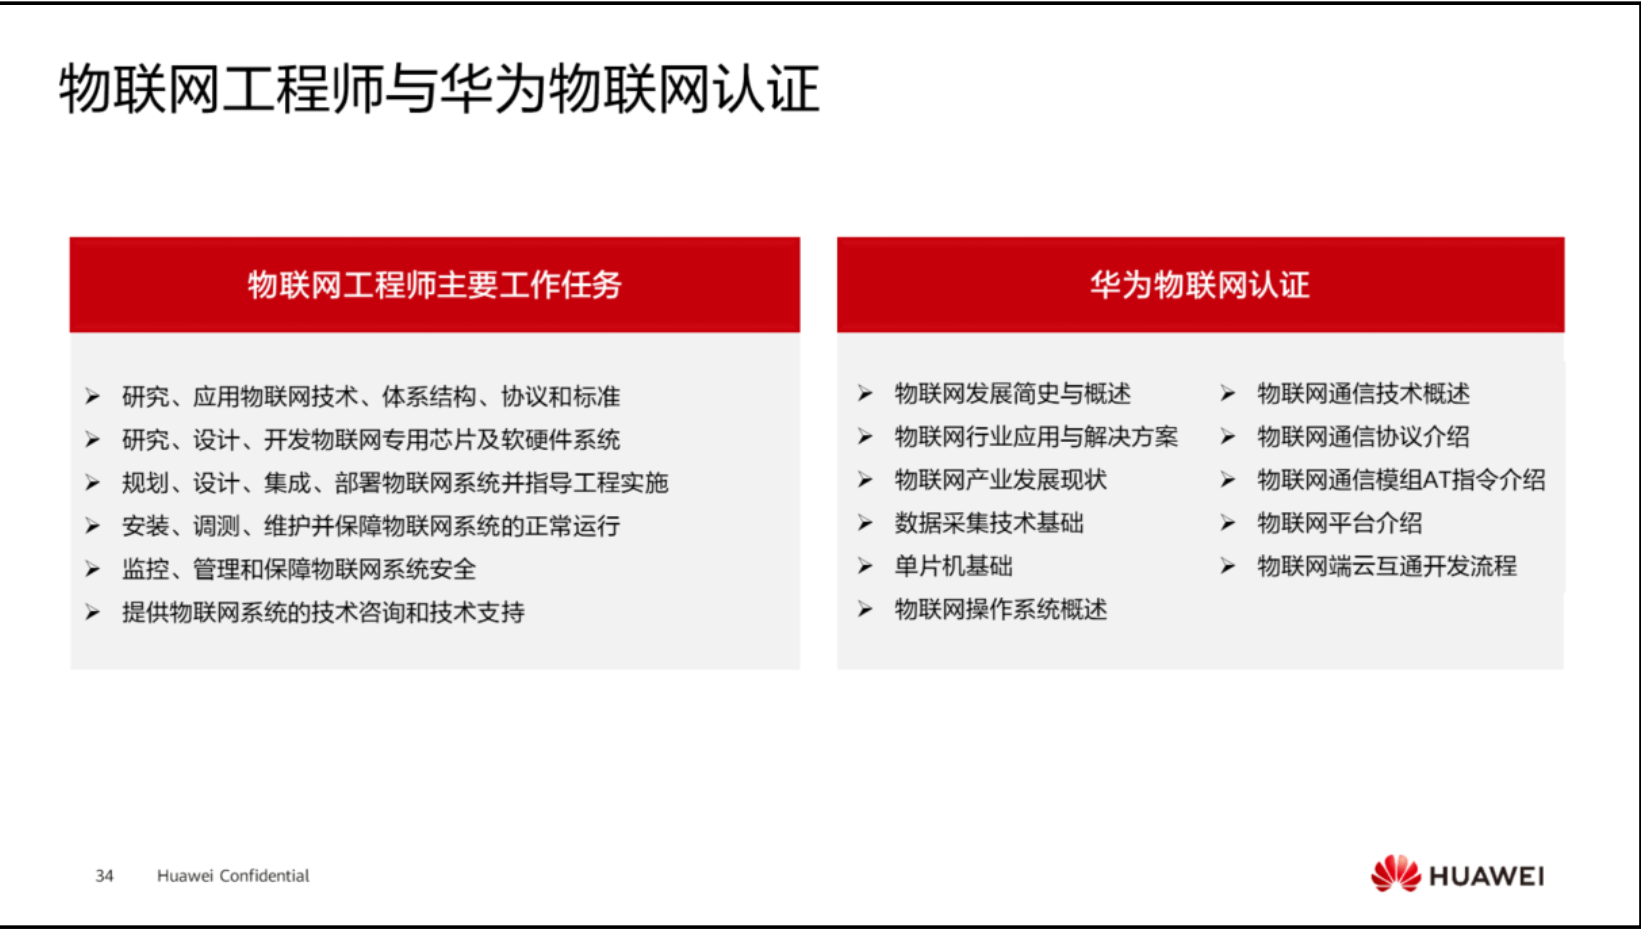 物联网工程师与华为物联网认证
物联网工程师主要工作任务
➢ 研究、应用物联网技术、体系结构、协议和标准
➢ 研究、设计、开发物联网专用芯片及软硬件系统
➢ 规划、设计、集成、部署物联网系统并指导工程实施
➢ 安装、调测、维护并保障物联网系统的正常运行
➢ 监控、管理和保障物联网系统安全
➢ 提供物联网系统的技术咨询和技术支持
华为物联网认证
➢ 物联网发展简史与概述
➢ 物联网行业应用与解决方案
➢ 物联网产业发展现状
➢ 数据采集技术基础
➢ 单片机基础
➢ 物联网操作系统概述
➢ 物联网通信技术概述
➢ 物联网通信协议介绍
➢ 物联网通信模组AT指令介绍
➢ 物联网平台介绍
➢ 物联网端云互通开发流程
34 Huawei Confidential
HUAWEI